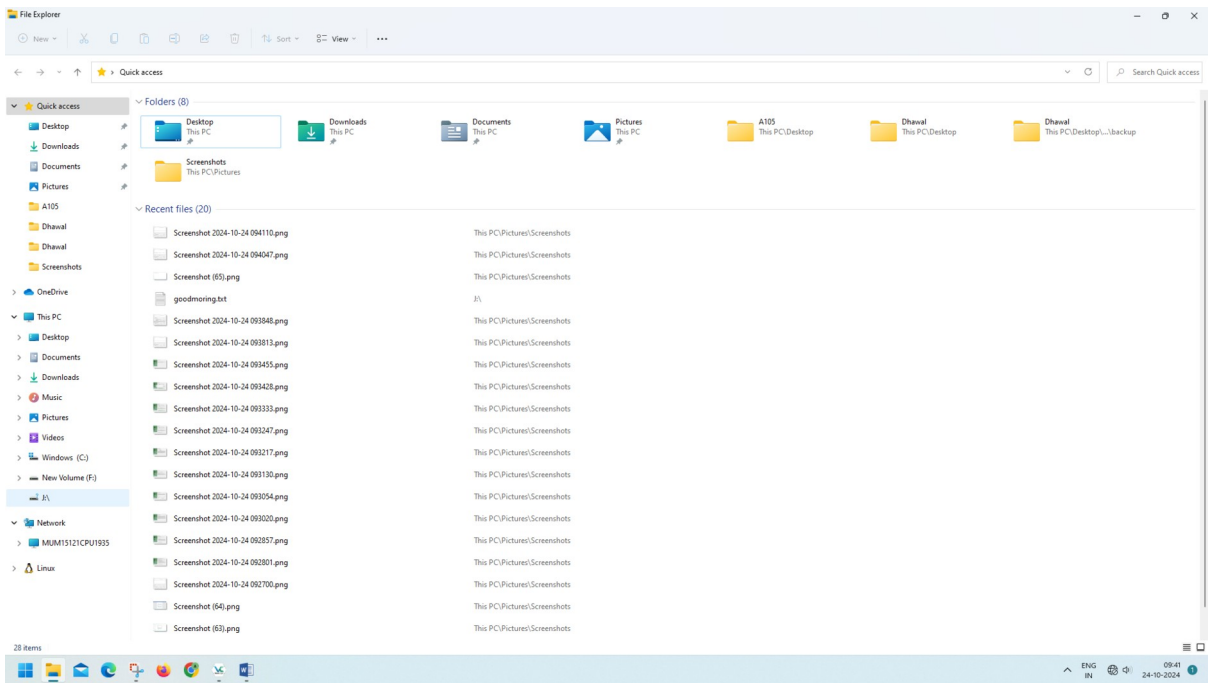 File Explorer
New
Sort
View
Quick access
Search Quick access
Quick access
Desktop
Downloads
Documents
Pictures
A105
Dhawal
Dhawal
Screenshots
OneDrive
This PC
Desktop
Documents
Downloads
Music
Pictures
Videos
Windows (C:)
New Volume (F:)
J:\
Network
MUM15121CPU1935
Linux
Folders (8)
Desktop
This PC
Downloads
This PC
Documents
This PC
Pictures
This PC
A105
This PC\Desktop
Dhawal
This PC\Desktop
Dhawal
This PC\Desktop\...\backup
Screenshots
This PC\Pictures
Recent files (20)
Screenshot 2024-10-24 094110.png This PC\Pictures\Screenshots
Screenshot 2024-10-24 094047.png This PC\Pictures\Screenshots
Screenshot (65).png This PC\Pictures\Screenshots
goodmoring.txt J:\
Screenshot 2024-10-24 093848.png This PC\Pictures\Screenshots
Screenshot 2024-10-24 093813.png This PC\Pictures\Screenshots
Screenshot 2024-10-24 093455.png This PC\Pictures\Screenshots
Screenshot 2024-10-24 093428.png This PC\Pictures\Screenshots
Screenshot 2024-10-24 093333.png This PC\Pictures\Screenshots
Screenshot 2024-10-24 093247.png This PC\Pictures\Screenshots
Screenshot 2024-10-24 093217.png This PC\Pictures\Screenshots
Screenshot 2024-10-24 093130.png This PC\Pictures\Screenshots
Screenshot 2024-10-24 093054.png This PC\Pictures\Screenshots
Screenshot 2024-10-24 093020.png This PC\Pictures\Screenshots
Screenshot 2024-10-24 092857.png This PC\Pictures\Screenshots
Screenshot 2024-10-24 092801.png This PC\Pictures\Screenshots
Screenshot 2024-10-24 092700.png This PC\Pictures\Screenshots
Screenshot (64).png This PC\Pictures\Screenshots
Screenshot (63).png This PC\Pictures\Screenshots
28 items
ENG
IN
09:41
24-10-2024
1